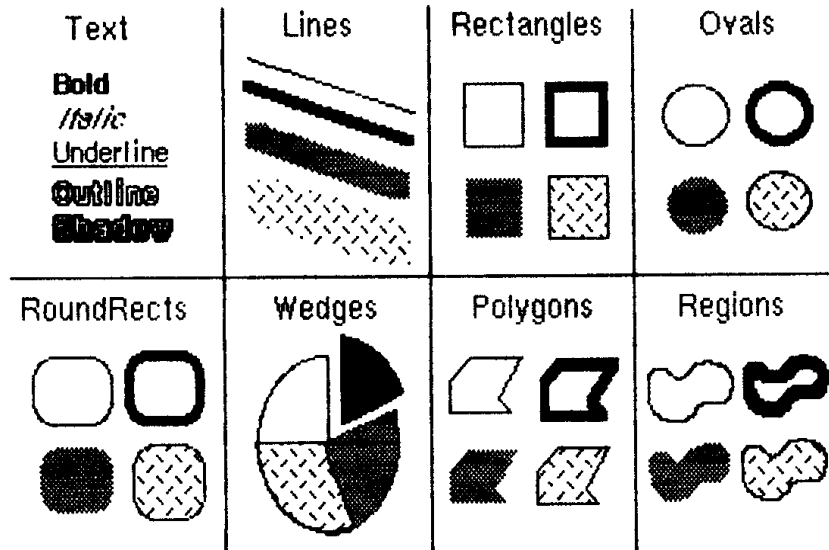 Text
Bold
Italic
Underline
Outline
Shadow
Lines
Rectangles
Ovals
RoundRects
Wedges
Polygons
Regions